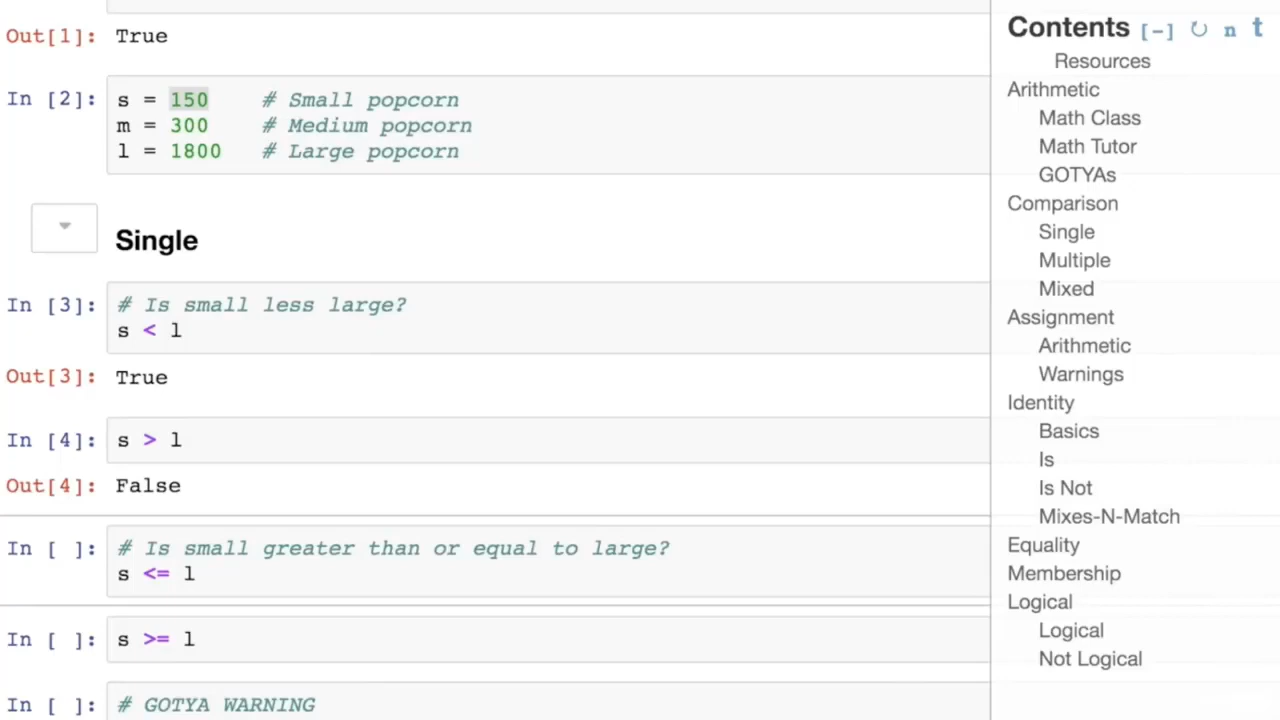 Out[1]: True
In [2]: s = 150 # Small popcorn
m = 300 # Medium popcorn
l = 1800 # Large popcorn
Single
In [3]: # Is small less large?
s < l
Out[3]: True
In [4]: s > l
Out[4]: False
In [ ]: # Is small greater than or equal to large?
s <= l
In [ ]: s >= l
In [ ]: # GOTYA WARNING
Contents [-] n t
Resources
Arithmetic
Math Class
Math Tutor
GOTYAs
Comparison
Single
Multiple
Mixed
Assignment
Arithmetic
Warnings
Identity
Basics
Is
Is Not
Mixes-N-Match
Equality
Membership
Logical
Logical
Not Logical